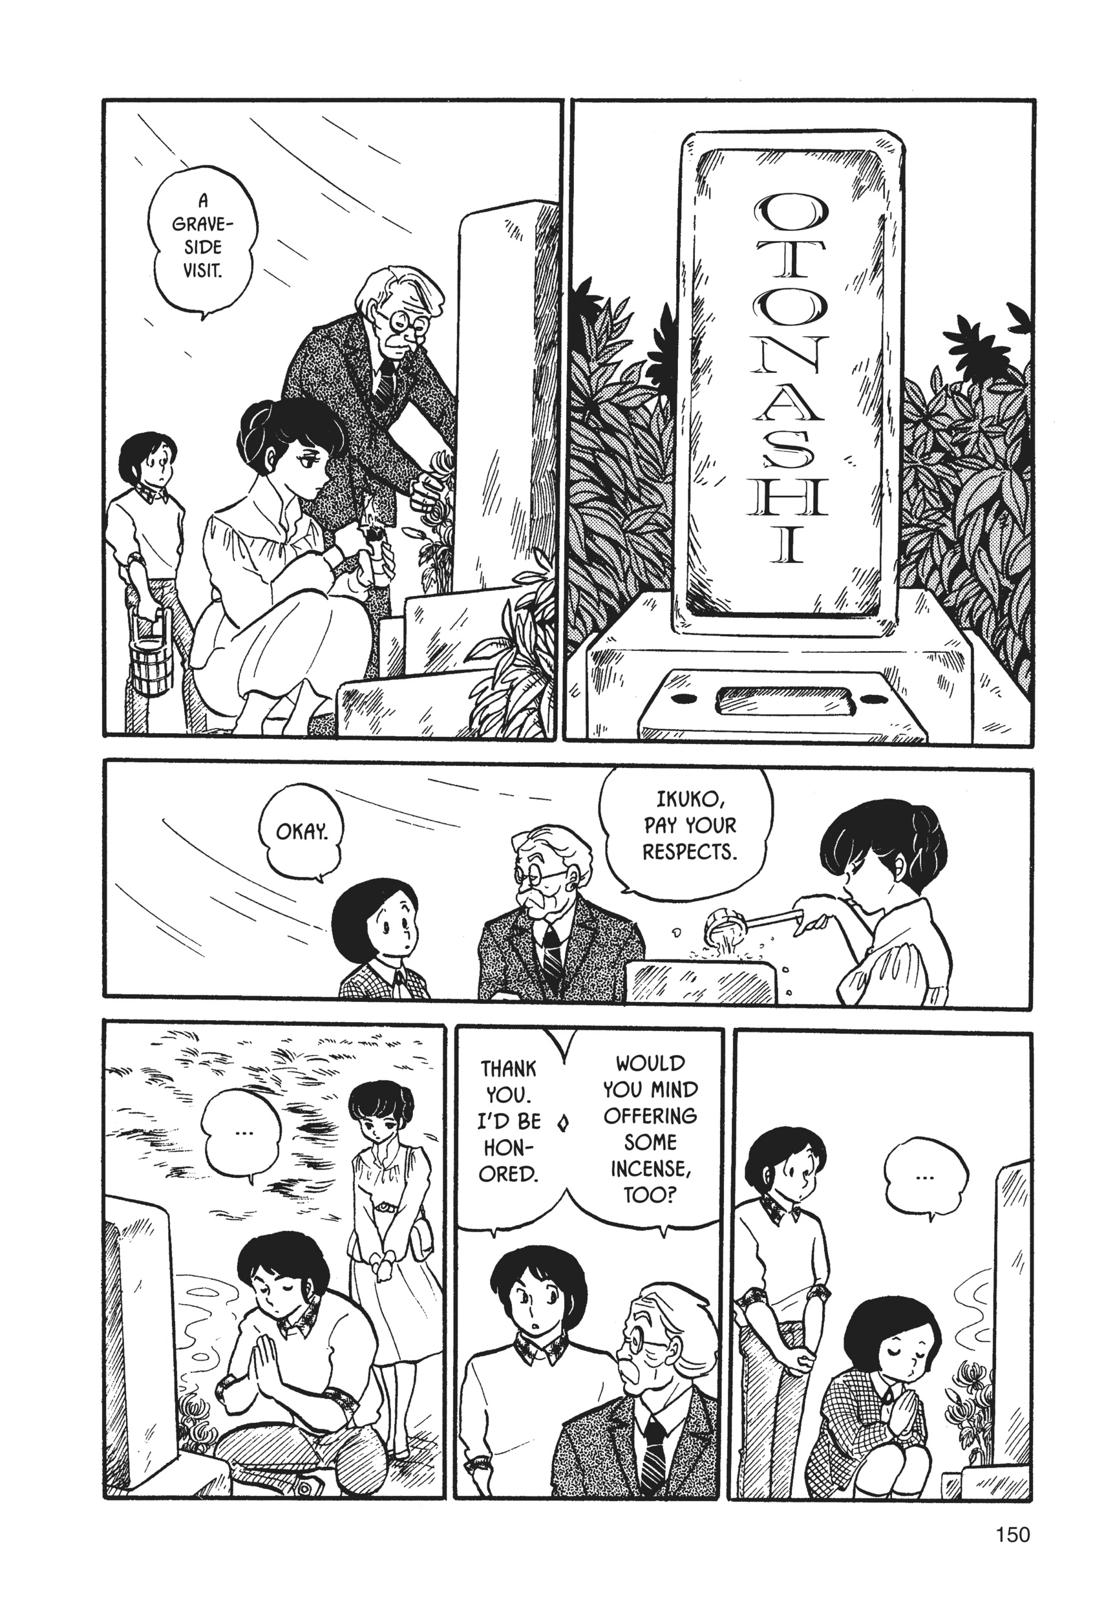 OTONASHI
A
GRAVE-
SIDE
VISIT.
IKUKO,
PAY YOUR
RESPECTS.
OKAY.
...
WOULD
YOU MIND
OFFERING
SOME
INCENSE,
TOO?
THANK
YOU.
I'D BE
HON-
ORED.
...
150